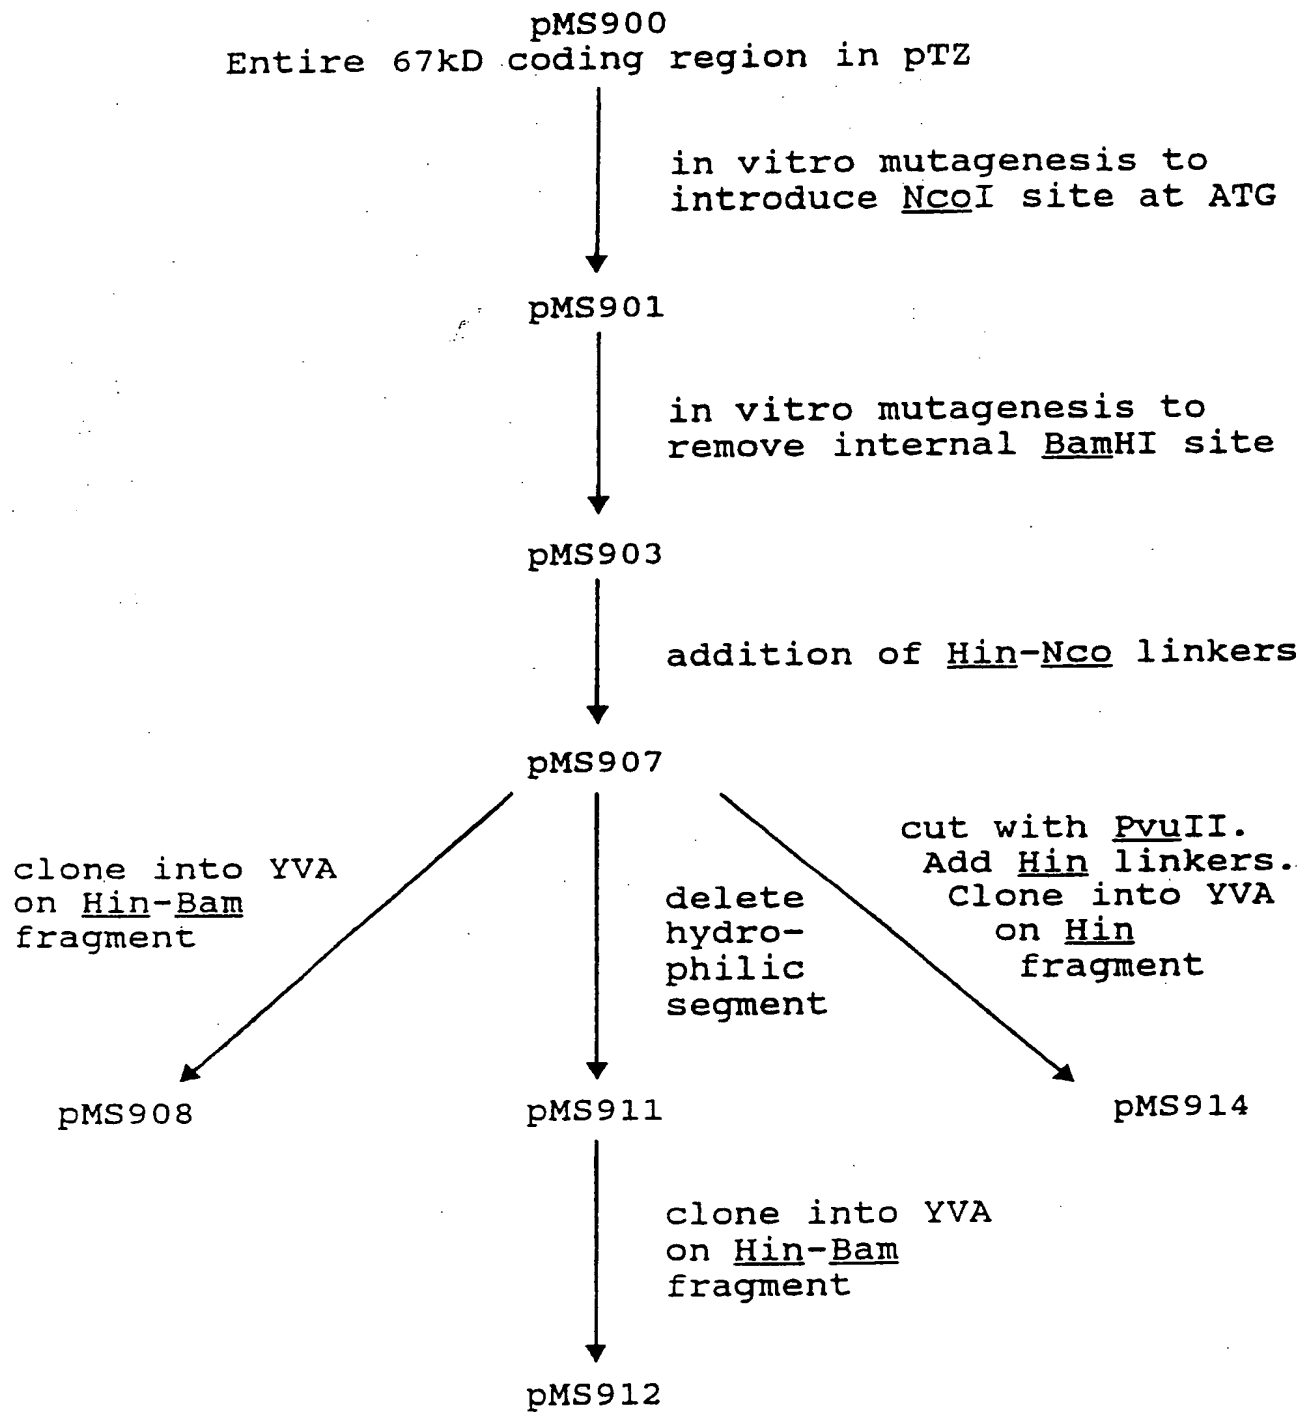 pMS900
Entire 67kD coding region in pTZ
in vitro mutagenesis to
introduce NcoI site at ATG
pMS901
in vitro mutagenesis to
remove internal BamHI site
pMS903
addition of Hin-Nco linkers
pMS907
clone into YVA
on Hin-Bam
fragment
delete
hydro-
philic
segment
cut with PvuII.
Add Hin linkers.
Clone into YVA
on Hin
fragment
pMS908
pMS911
pMS914
clone into YVA
on Hin-Bam
fragment
pMS912